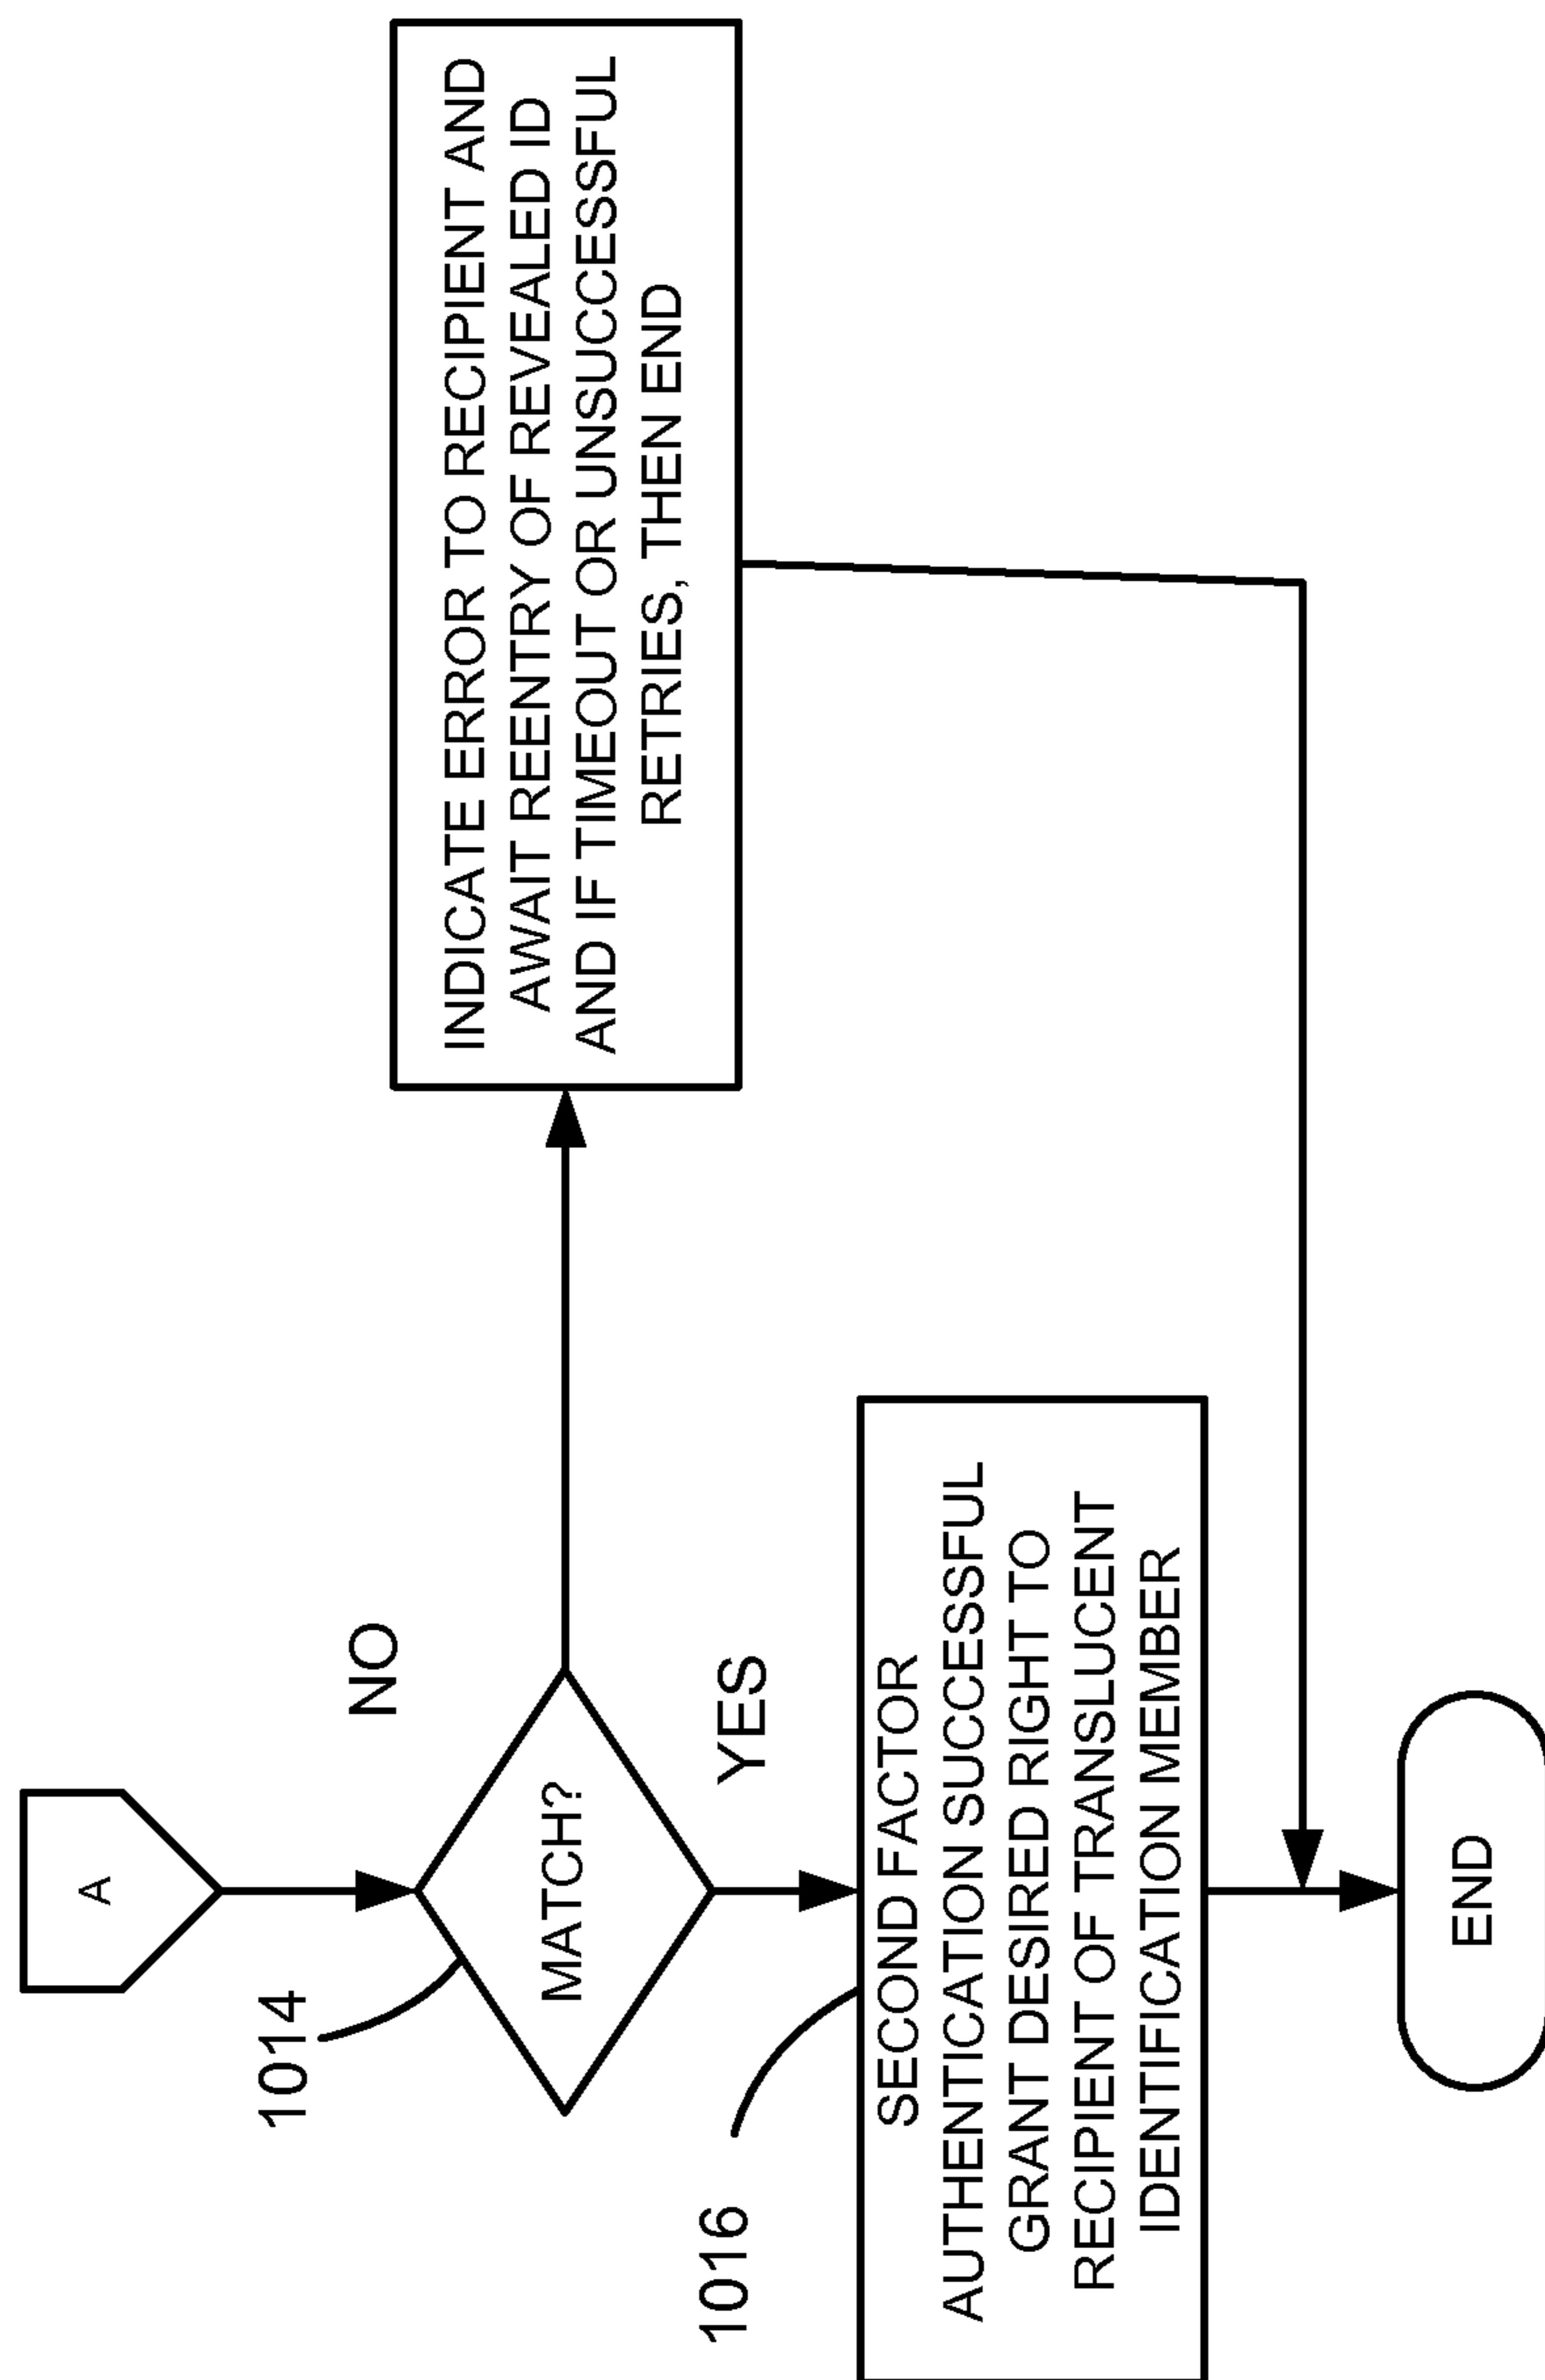 A
1014
MATCH?
NO
INDICATE ERROR TO RECIPIENT AND
AWAIT REENTRY OF REVEALED ID
AND IF TIMEOUT OR UNSUCCESSFUL
RETRIES, THEN END
YES
1016
SECOND FACTOR
AUTHENTICATION SUCCESSFUL
GRANT DESIRED RIGHT TO
RECIPIENT OF TRANSLUCENT
IDENTIFICATION MEMBER
END